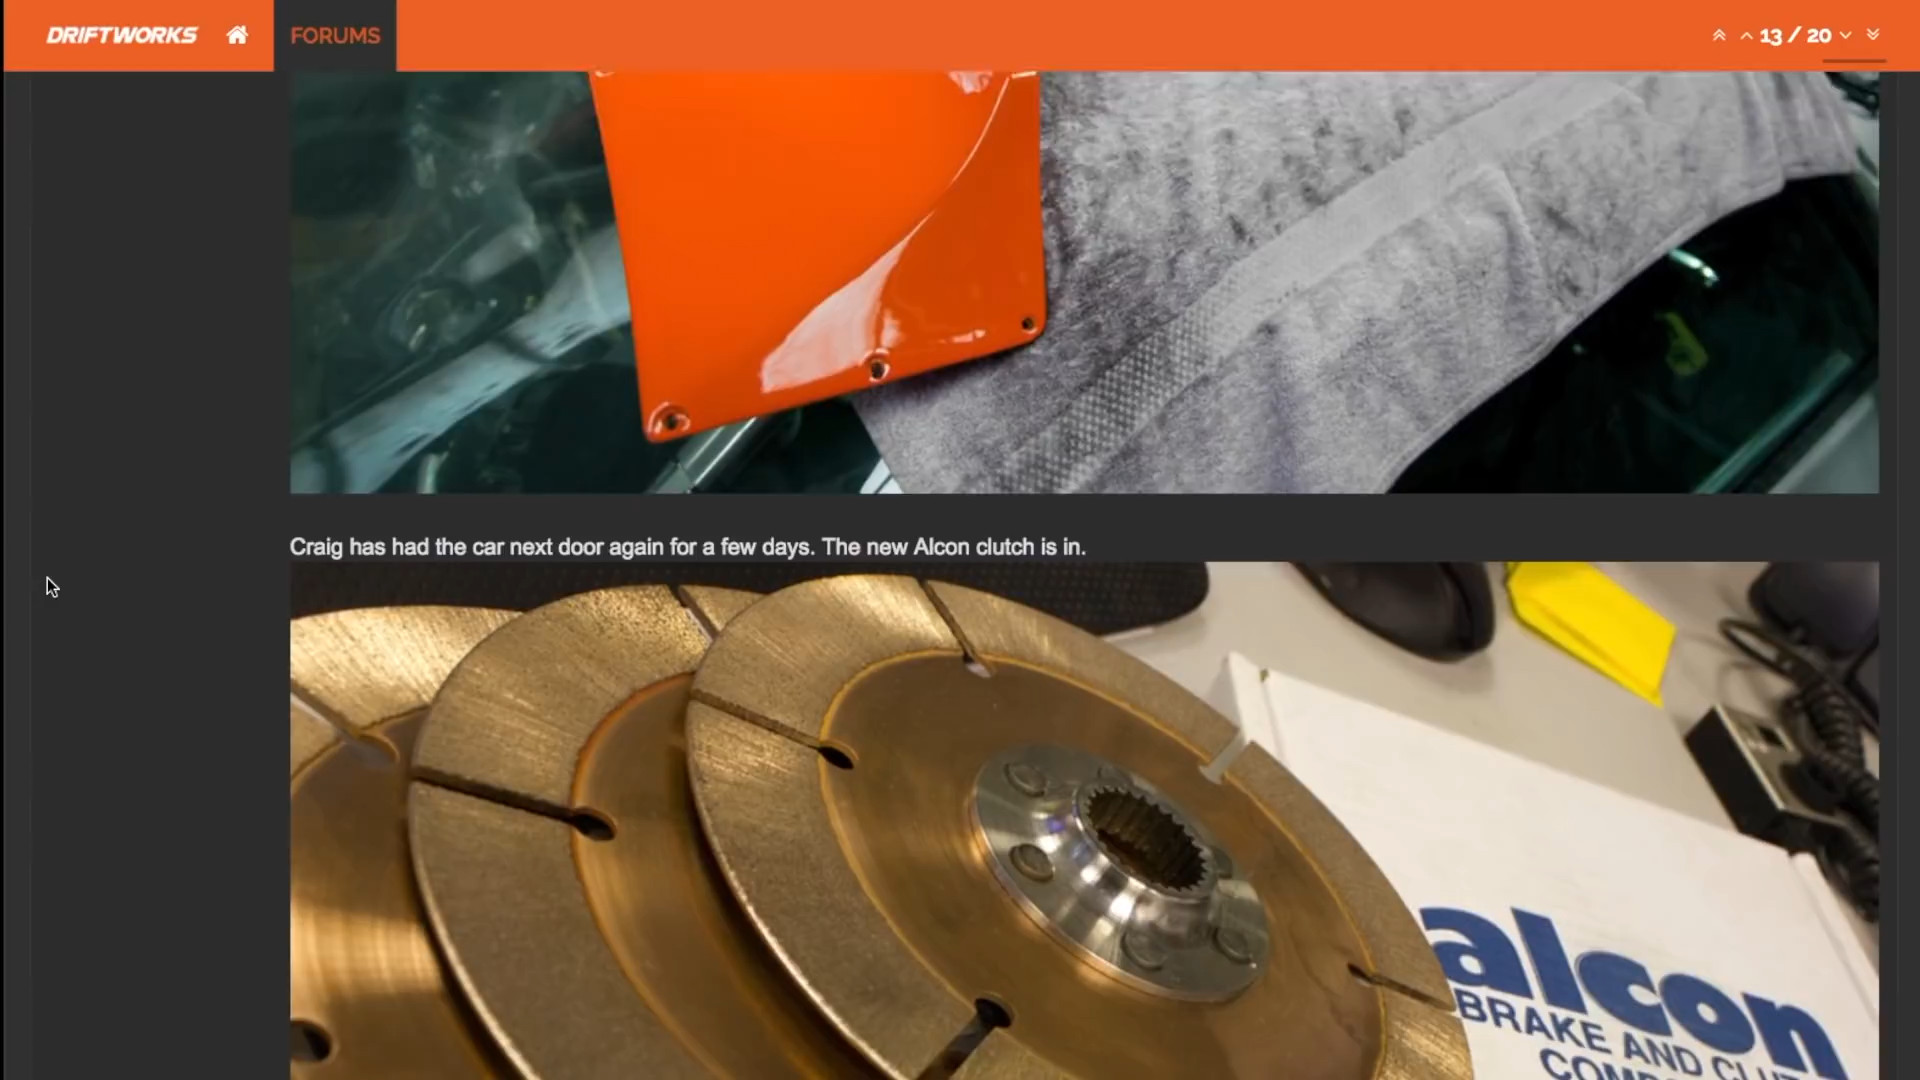 DRIFTWORKS
FORUMS
13 / 20
Craig has had the car next door again for a few days. The new Alcon clutch is in.
alcon
BRAKE AND